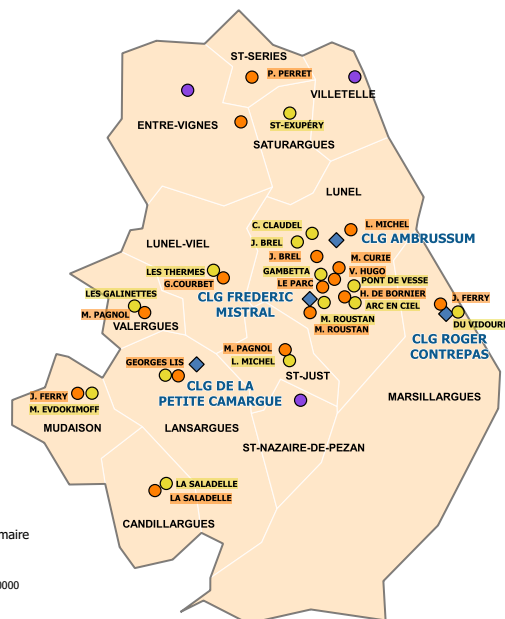 ST-SERIES
P. PERRET
VILLETELLE
ENTRE-VIGNES
ST-EXUPÉRY
SATURARGUES
LUNEL
C. CLAUDEL
L. MICHEL
J. BREL
CLG AMBRUSSUM
LUNEL-VIEL
J. BREL
M. CURIE
LES THERMES
GAMBETTA
V. HUGO
G.COURBET
LE PARC
PONT DE VESSE
LES GALINETTES
CLG FREDERIC
MISTRAL
H. DE BORNIER
J. FERRY
ARC EN CIEL
M. PAGNOL
VALERGUES
M. ROUSTAN
DU VIDOURL
M. ROUSTAN
CLG ROGER
CONTREPAS
M. PAGNOL
GEORGES LIS
L. MICHEL
ST-JUST
CLG DE LA
PETITE CAMARGUE
J. FERRY
MARSILLARGUES
M. EVDOKIMOFF
MUDAISON
LANSARGUES
ST-NAZAIRE-DE-PEZAN
LA SALADELLE
LA SALADELLE
CANDILLARGUES
maire
0000